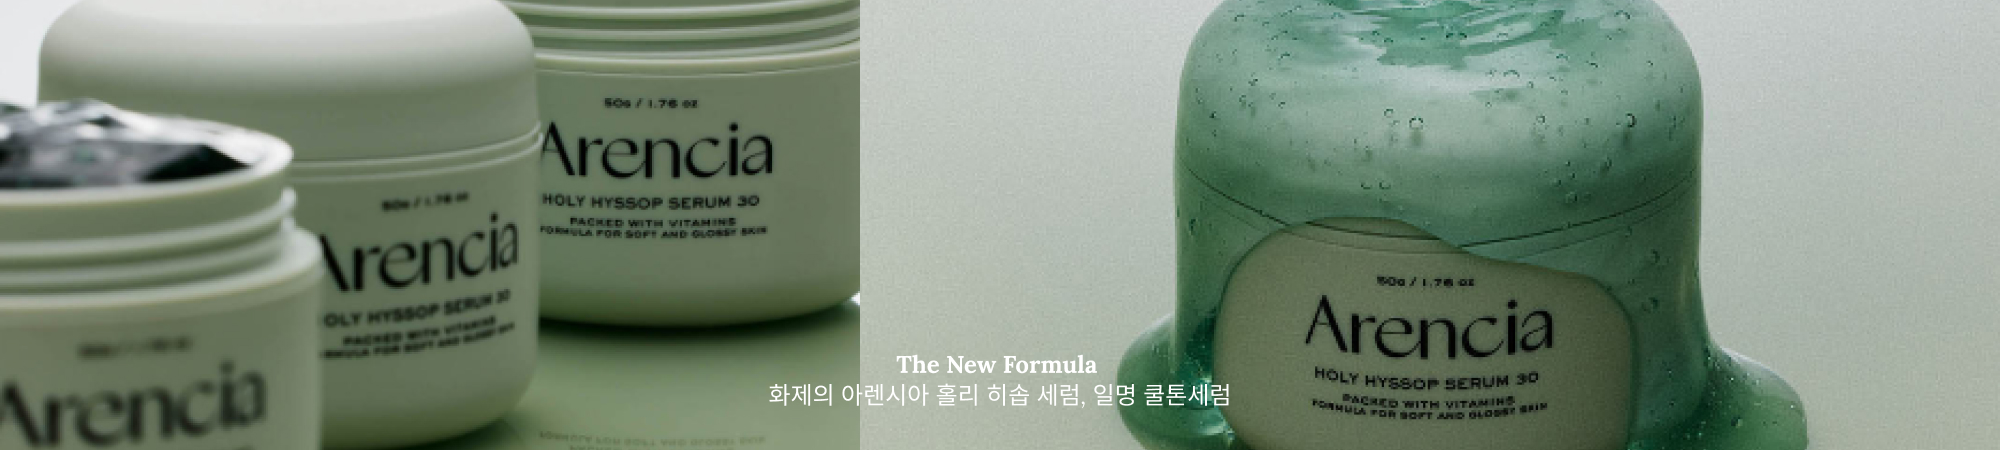 50g / 1.76 oz
Arencia
HOLY HYSSOP SERUM 30
PACKED WITH VITAMINS
FORMULA FOR SOFT AND GLOSSY SKIN
50g / 1.76 oz
Arencia
HOLY HYSSOP SERUM 30
PACKED WITH VITAMINS
FORMULA FOR SOFT AND GLOSSY SKIN
Arencia
50g / 1.76 oz
Arencia
HOLY HYSSOP SERUM 30
PACKED WITH VITAMINS
FORMULA FOR SOFT AND GLOSSY SKIN
The New Formula
화제의 아렌시아 홀리 히솝 세럼, 일명 쿨톤세럼